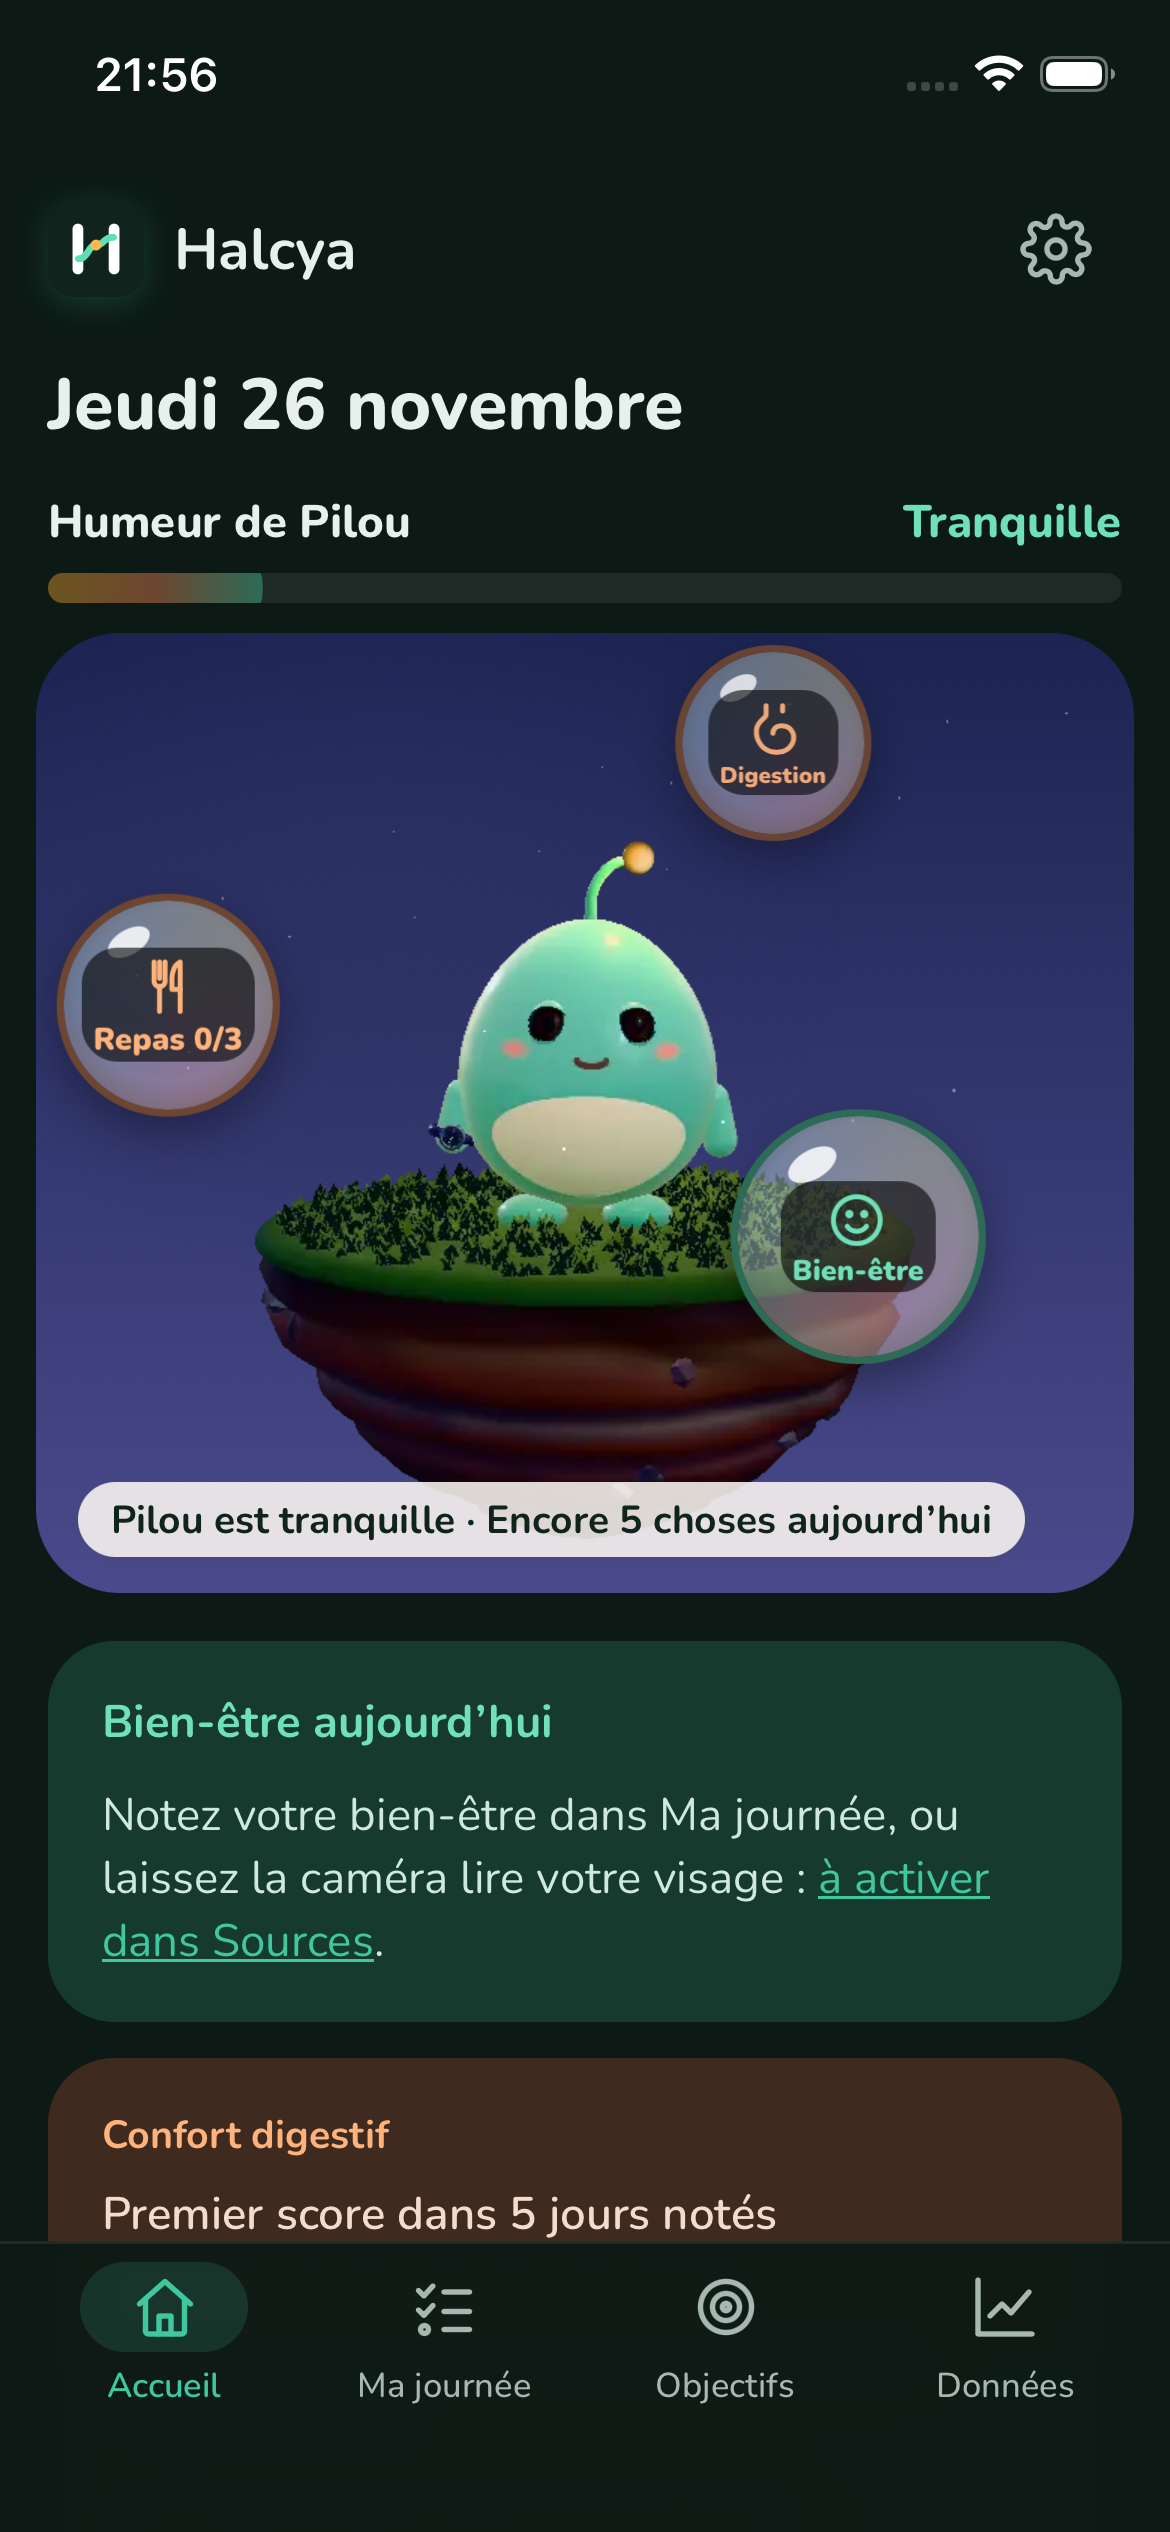 21:56
Halcya
Jeudi 26 novembre
Humeur de Pilou
Tranquille
Digestion
Repas 0/3
Bien-être
Pilou est tranquille · Encore 5 choses aujourd’hui
Bien-être aujourd’hui
Notez votre bien-être dans Ma journée, ou
laissez la caméra lire votre visage : à activer
dans Sources.
Confort digestif
Premier score dans 5 jours notés
Accueil
Ma journée
Objectifs
Données